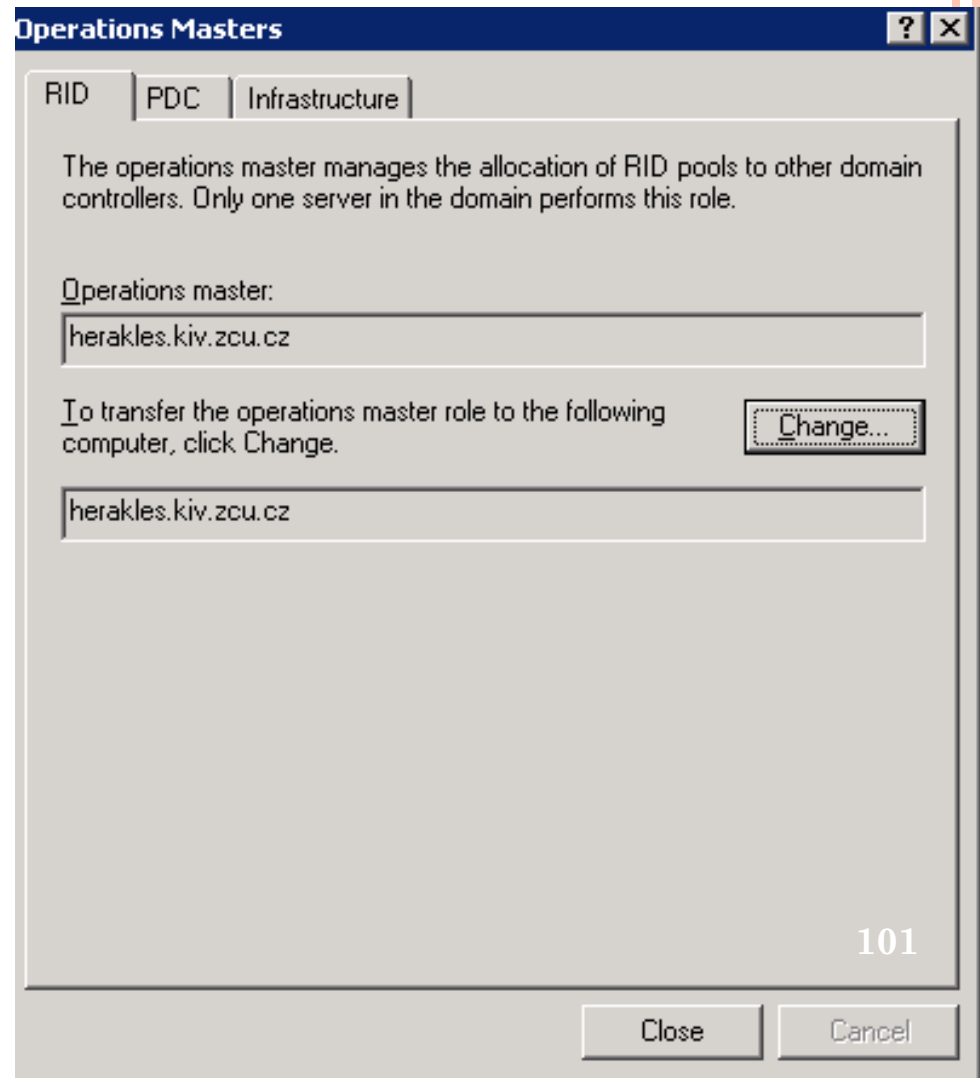 Operations Masters
RID PDC Infrastructure
The operations master manages the allocation of RID pools to other domain
controllers. Only one server in the domain performs this role.
Operations master:
herakles.kiv.zcu.cz
To transfer the operations master role to the following
computer, click Change.
Change...
herakles.kiv.zcu.cz
101
Close Cancel